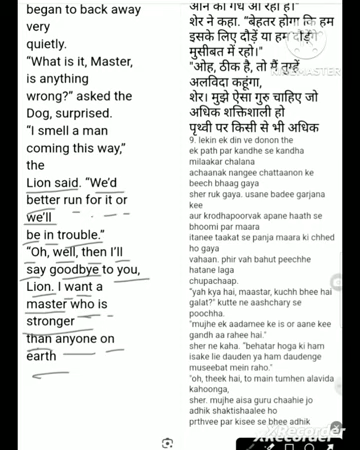 began to back away
very
quietly.
“What is it, Master,
is anything
wrong?” asked the
Dog, surprised.
“I smell a man
coming this way,”
the
Lion said. “We’d
better run for it or
we’ll
be in trouble.”
“Oh, well, then I’ll
say goodbye to you,
Lion. I want a
master who is
stronger
than anyone on
earth
आने की गंध आ रही है।"
शेर ने कहा. "बेहतर होगा कि हम
इसके लिए दौड़ें या हम दौड़ेंगे
मुसीबत में रहो।"
"ओह, ठीक है, तो मैं तुम्हें
अलविदा कहूंगा,
शेर। मुझे ऐसा गुरु चाहिए जो
अधिक शक्तिशाली हो
पृथ्वी पर किसी से भी अधिक
9. lekin ek din ve donon the
ek path par kandhe se kandha
milaakar chalana
achaanak nangee chattaanon ke
beech bhaag gaya
sher ruk gaya. usane badee garjana
kee
aur krodhapoorvak apane haath se
bhoomi par maara
itanee taakat se panja maara ki chhed
ho gaya
vahaan. phir vah bahut peechhe
hatane laga
chupachaap.
"yah kya hai, maastar, kuchh bhee hai
galat?" kutte ne aashchary se
poochha.
"mujhe ek aadamee ke is or aane kee
gandh aa rahee hai."
sher ne kaha. "behatar hoga ki ham
isake lie dauden ya ham daudenge
museebat mein raho."
"oh, theek hai, to main tumhen alavida
kahoonga,
sher. mujhe aisa guru chaahie jo
adhik shaktishaalee ho
prthvee par kisee se bhee adhik